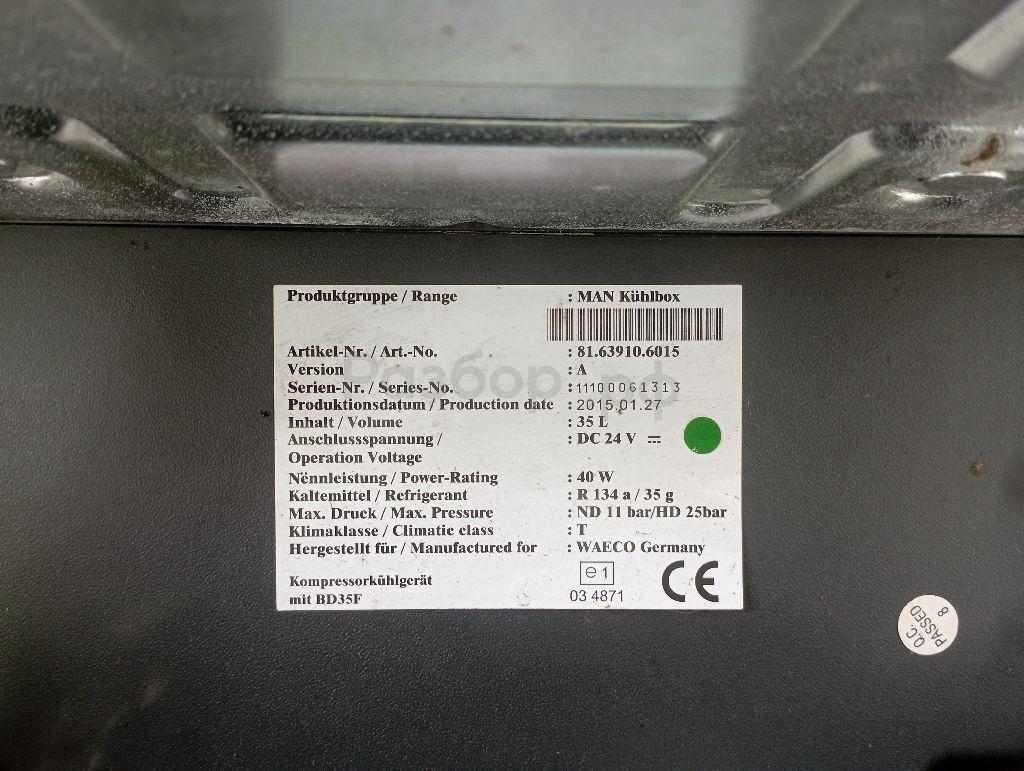 Produktgruppe / Range : MAN Kühlbox
Artikel-Nr. / Art.-No. : 81.63910.6015
Version : A
Serien-Nr. / Series-No. : 11100061313
Produktionsdatum / Production date : 2015.01.27
Inhalt / Volume : 35 L
Anschlussspannung / : DC 24 V
Operation Voltage
Nennleistung / Power-Rating : 40 W
Kaltemittel / Refrigerant : R 134 a / 35 g
Max. Druck / Max. Pressure : ND 11 bar/HD 25bar
Klimaklasse / Climatic class : T
Hergestellt für / Manufactured for : WAECO Germany
Kompressorkühlgerät
mit BD35F
e1
03 4871
CE
Разбор.рф
Q.C.
PASSED
8